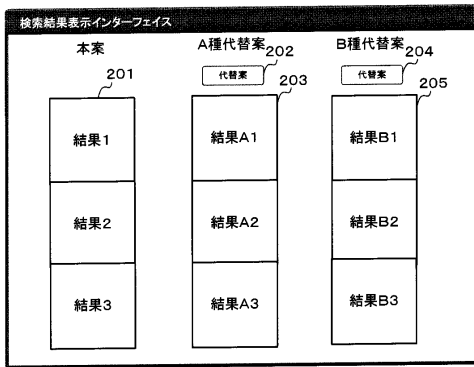 検索結果表示インターフェイス
本案
A種代替案
B種代替案
201
代替案
202
代替案
204
203
205
結果1
結果A1
結果B1
結果2
結果A2
結果B2
結果3
結果A3
結果B3